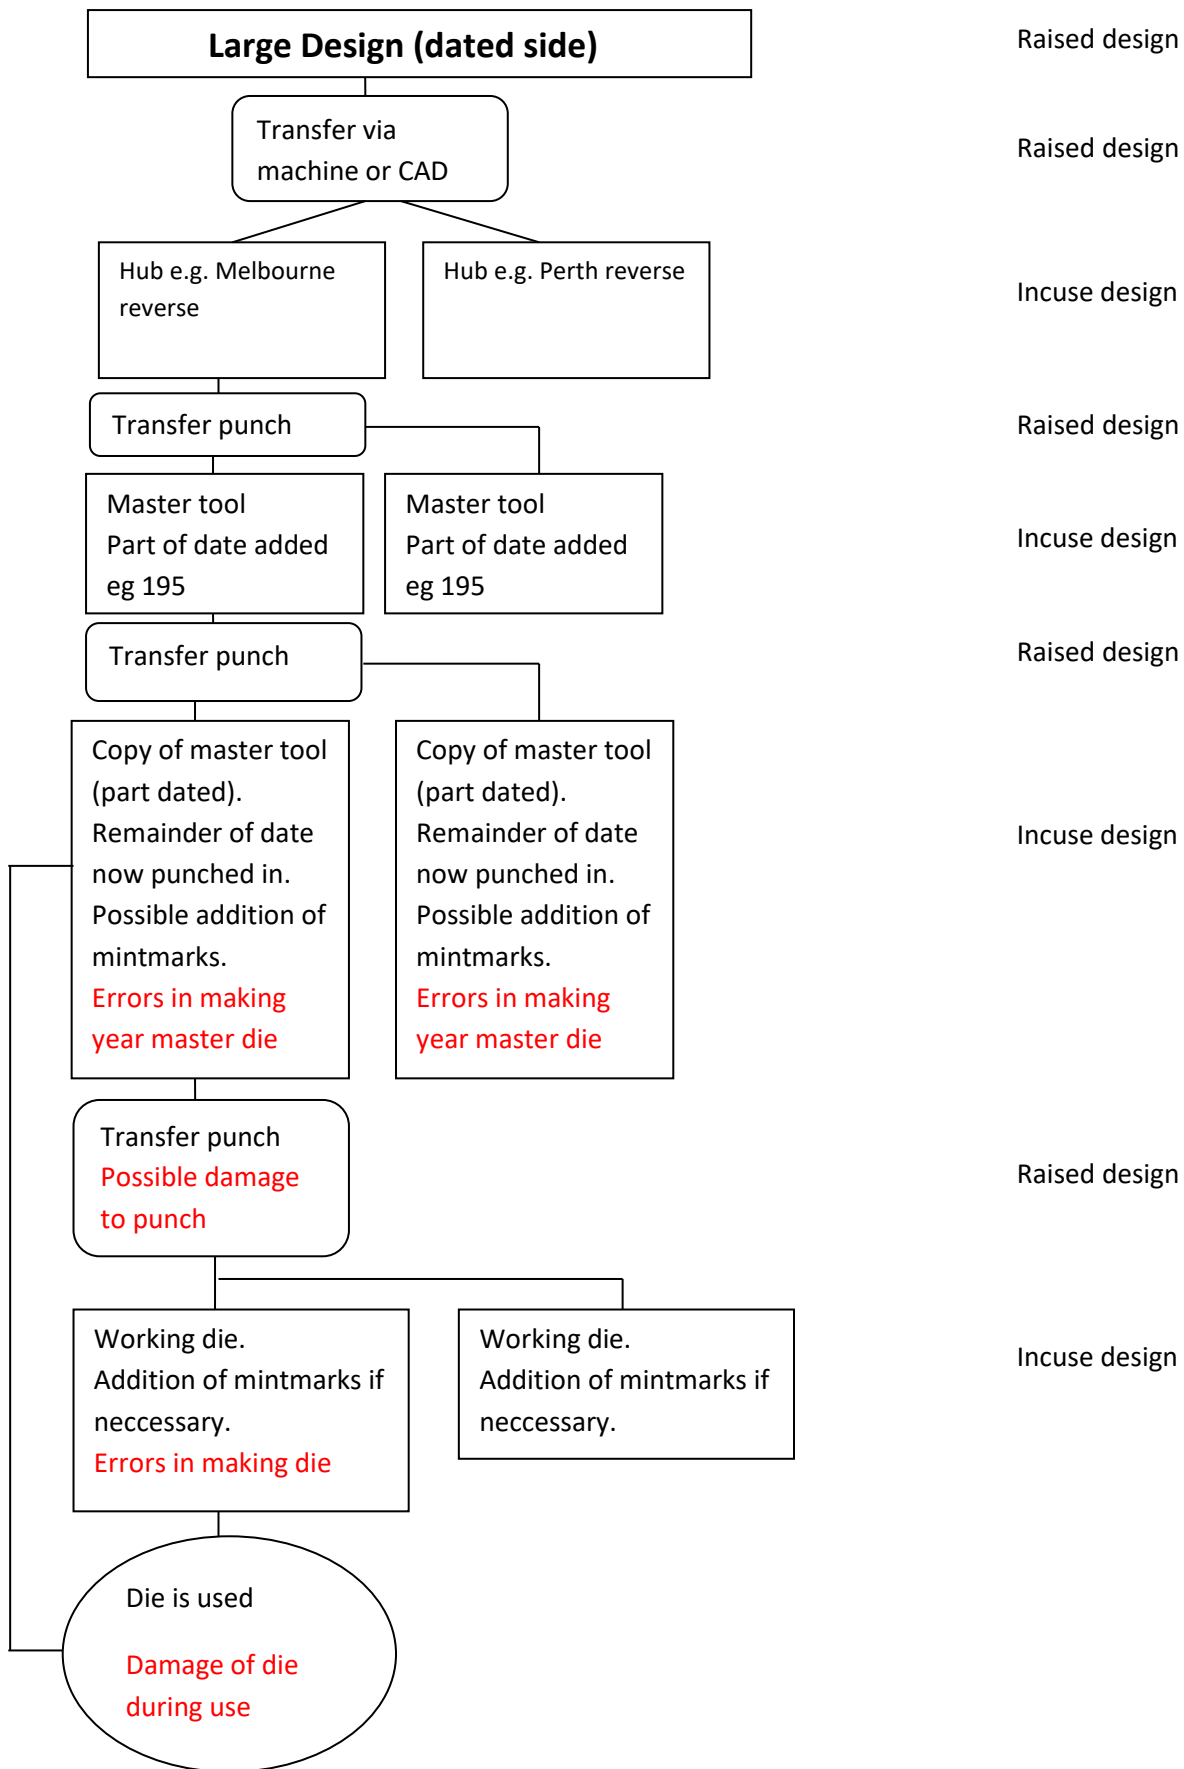 Large Design (dated side)
Raised design
Transfer via
machine or CAD
Raised design
Hub e.g. Melbourne
reverse
Hub e.g. Perth reverse
Incuse design
Transfer punch
Raised design
Master tool
Part of date added
eg 195
Master tool
Part of date added
eg 195
Incuse design
Transfer punch
Raised design
Copy of master tool
(part dated).
Remainder of date
now punched in.
Possible addition of
mintmarks.
Errors in making
year master die
Copy of master tool
(part dated).
Remainder of date
now punched in.
Possible addition of
mintmarks.
Errors in making
year master die
Incuse design
Transfer punch
Possible damage
to punch
Raised design
Working die.
Addition of mintmarks if
neccessary.
Errors in making die
Working die.
Addition of mintmarks if
neccessary.
Incuse design
Die is used
Damage of die
during use